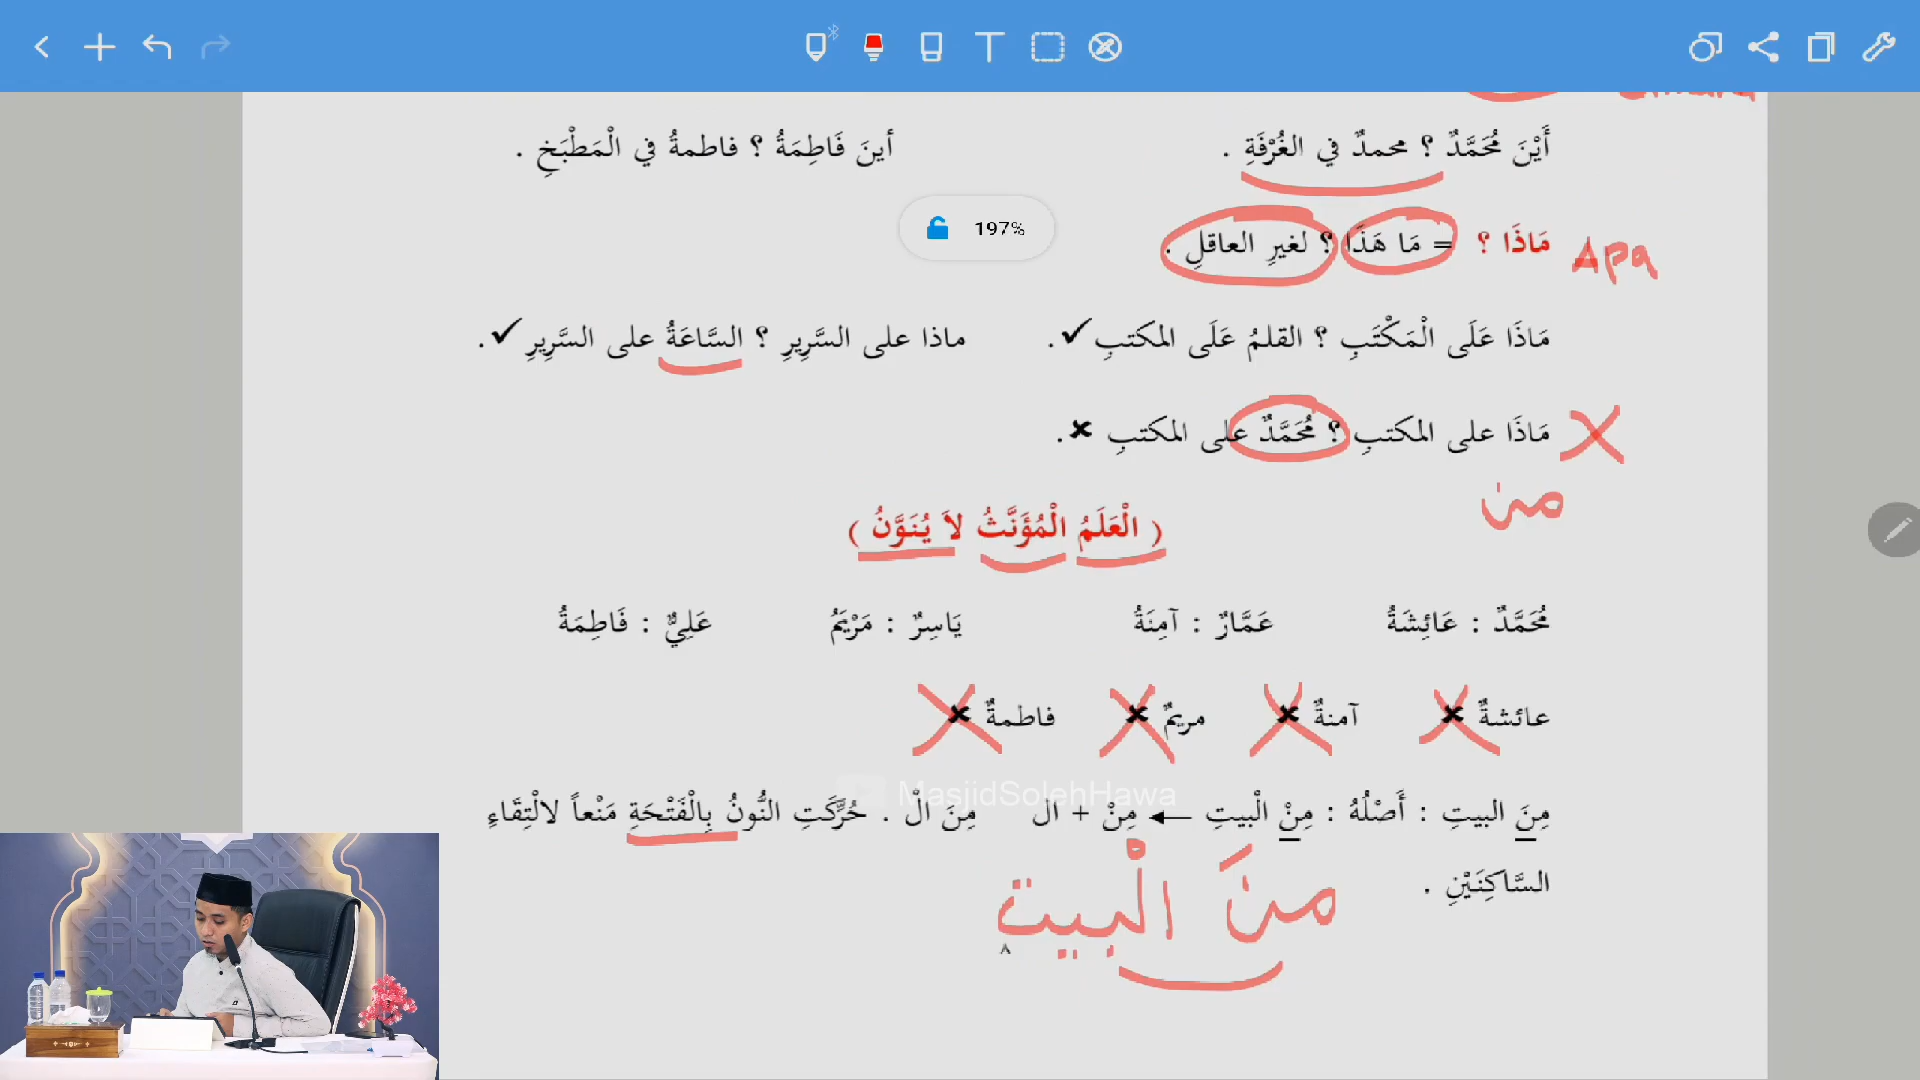 أَيْنَ مُحَمَّدٌ ؟ محمدٌ في الغُرْفَةِ . أينَ فَاطِمَةُ ؟ فاطمةُ في الْمَطْبَخِ .
197%
مَاذَا ؟ = مَا هَذَا ؟ لغيرِ العاقلِ . Apa
مَاذَا عَلَى الْمَكْتَبِ ؟ القلمُ عَلَى المكتبِ ✓ . ماذا على السَّرِيرِ ؟ السَّاعَةُ على السَّرِيرِ ✓ .
مَاذَا على المكتبِ ؟ مُحَمَّدٌ على المكتبِ × .
من
( الْعَلَمُ الْمُؤَنَّثُ لاَ يُنَوَّنُ )
مُحَمَّدٌ : عَائِشَةُ عَمَّارٌ : آمِنَةُ يَاسِرٌ : مَرْيَمُ عَلِيٌّ : فَاطِمَةُ
عائشةٌ × آمنةٌ × مريمٌ × فاطمةٌ ×
MasjidSolehHawa
مِنَ البيتِ : أَصْلُهُ : مِنْ الْبيتِ ← مِنْ + ال مِنَ الْ . حُرِّكَتِ النُّونُ بِالْفَتْحَةِ مَنْعاً لالْتِقَاءِ
السَّاكِنَيْنِ .
منَ الْبيت